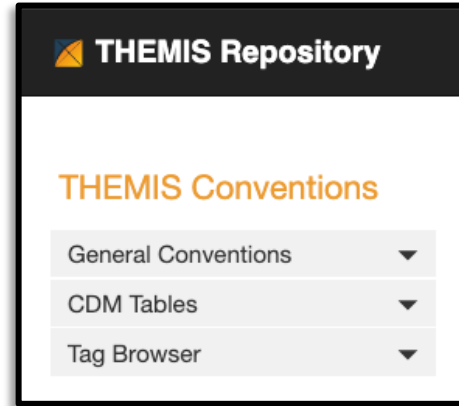 THEMIS Repository
THEMIS Conventions
General Conventions
CDM Tables
Tag Browser